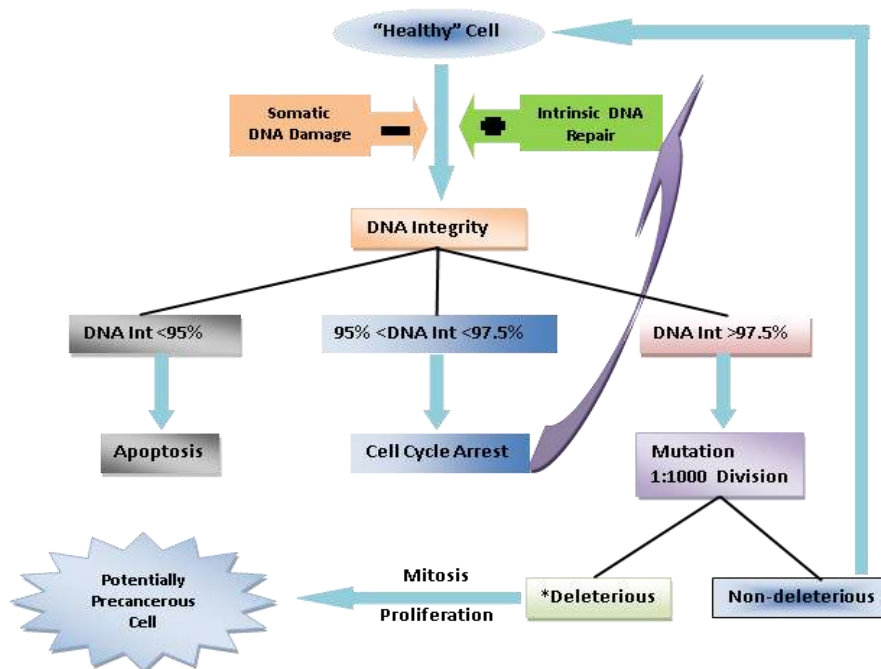 “Healthy” Cell
Somatic
DNA Damage
Intrinsic DNA
Repair
DNA Integrity
DNA Int <95%
95% <DNA Int <97.5%
DNA Int >97.5%
Apoptosis
Cell Cycle Arrest
Mutation
1:1000 Division
Potentially
Precancerous
Cell
Mitosis
Proliferation
*Deleterious
Non-deleterious